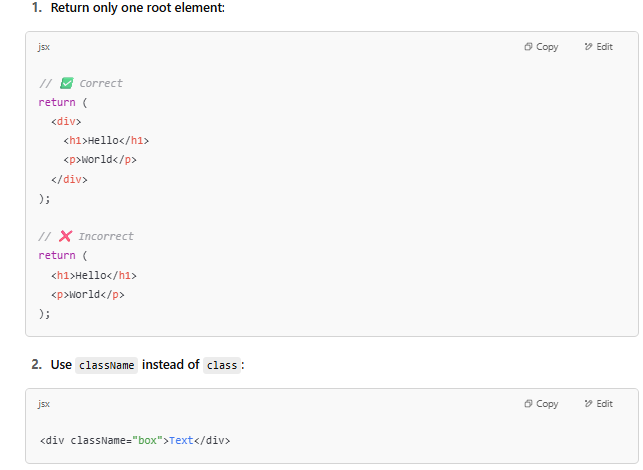 1. Return only one root element:
jsx Copy Edit
// ✅ Correct
return (
  <div>
    <h1>Hello</h1>
    <p>World</p>
  </div>
);
// ❌ Incorrect
return (
  <h1>Hello</h1>
  <p>World</p>
);
2. Use className instead of class:
jsx Copy Edit
<div className="box">Text</div>